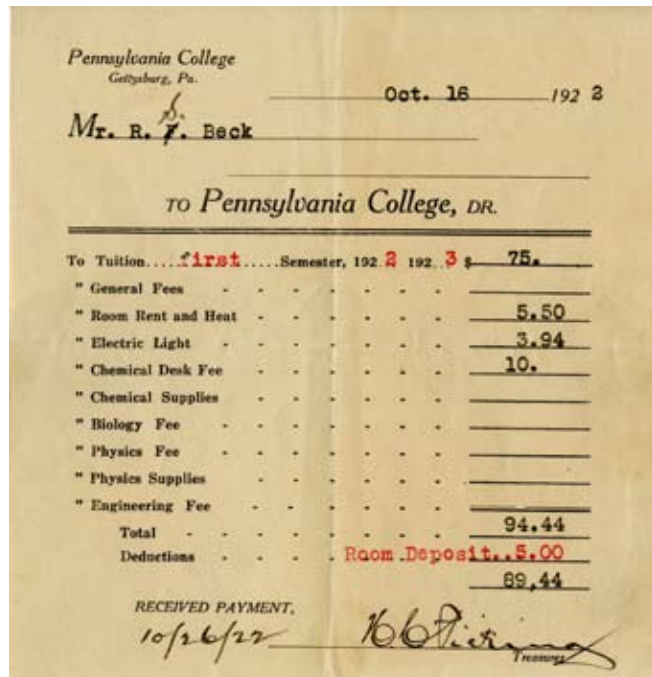 Pennsylvania College
Gettysburg, Pa.
Oct. 16 192 2
S.
Mr. R. F. Beck
TO Pennsylvania College, DR.
To Tuition.....first.....Semester, 192 2 192..3 $ 75.
" General Fees - - - - - - -
" Room Rent and Heat - - - - - - 5.50
" Electric Light - - - - - - - 3.94
" Chemical Desk Fee - - - - - - 10.
" Chemical Supplies - - - - - -
" Biology Fee - - - - - - -
" Physics Fee - - - - - - -
" Physics Supplies - - - - - -
" Engineering Fee - - - - - -
Total - - - - - - - 94.44
Deductions - - - - Room Deposit..5.00
89,44
RECEIVED PAYMENT,
10/26/22 H C Picking
Treasurer